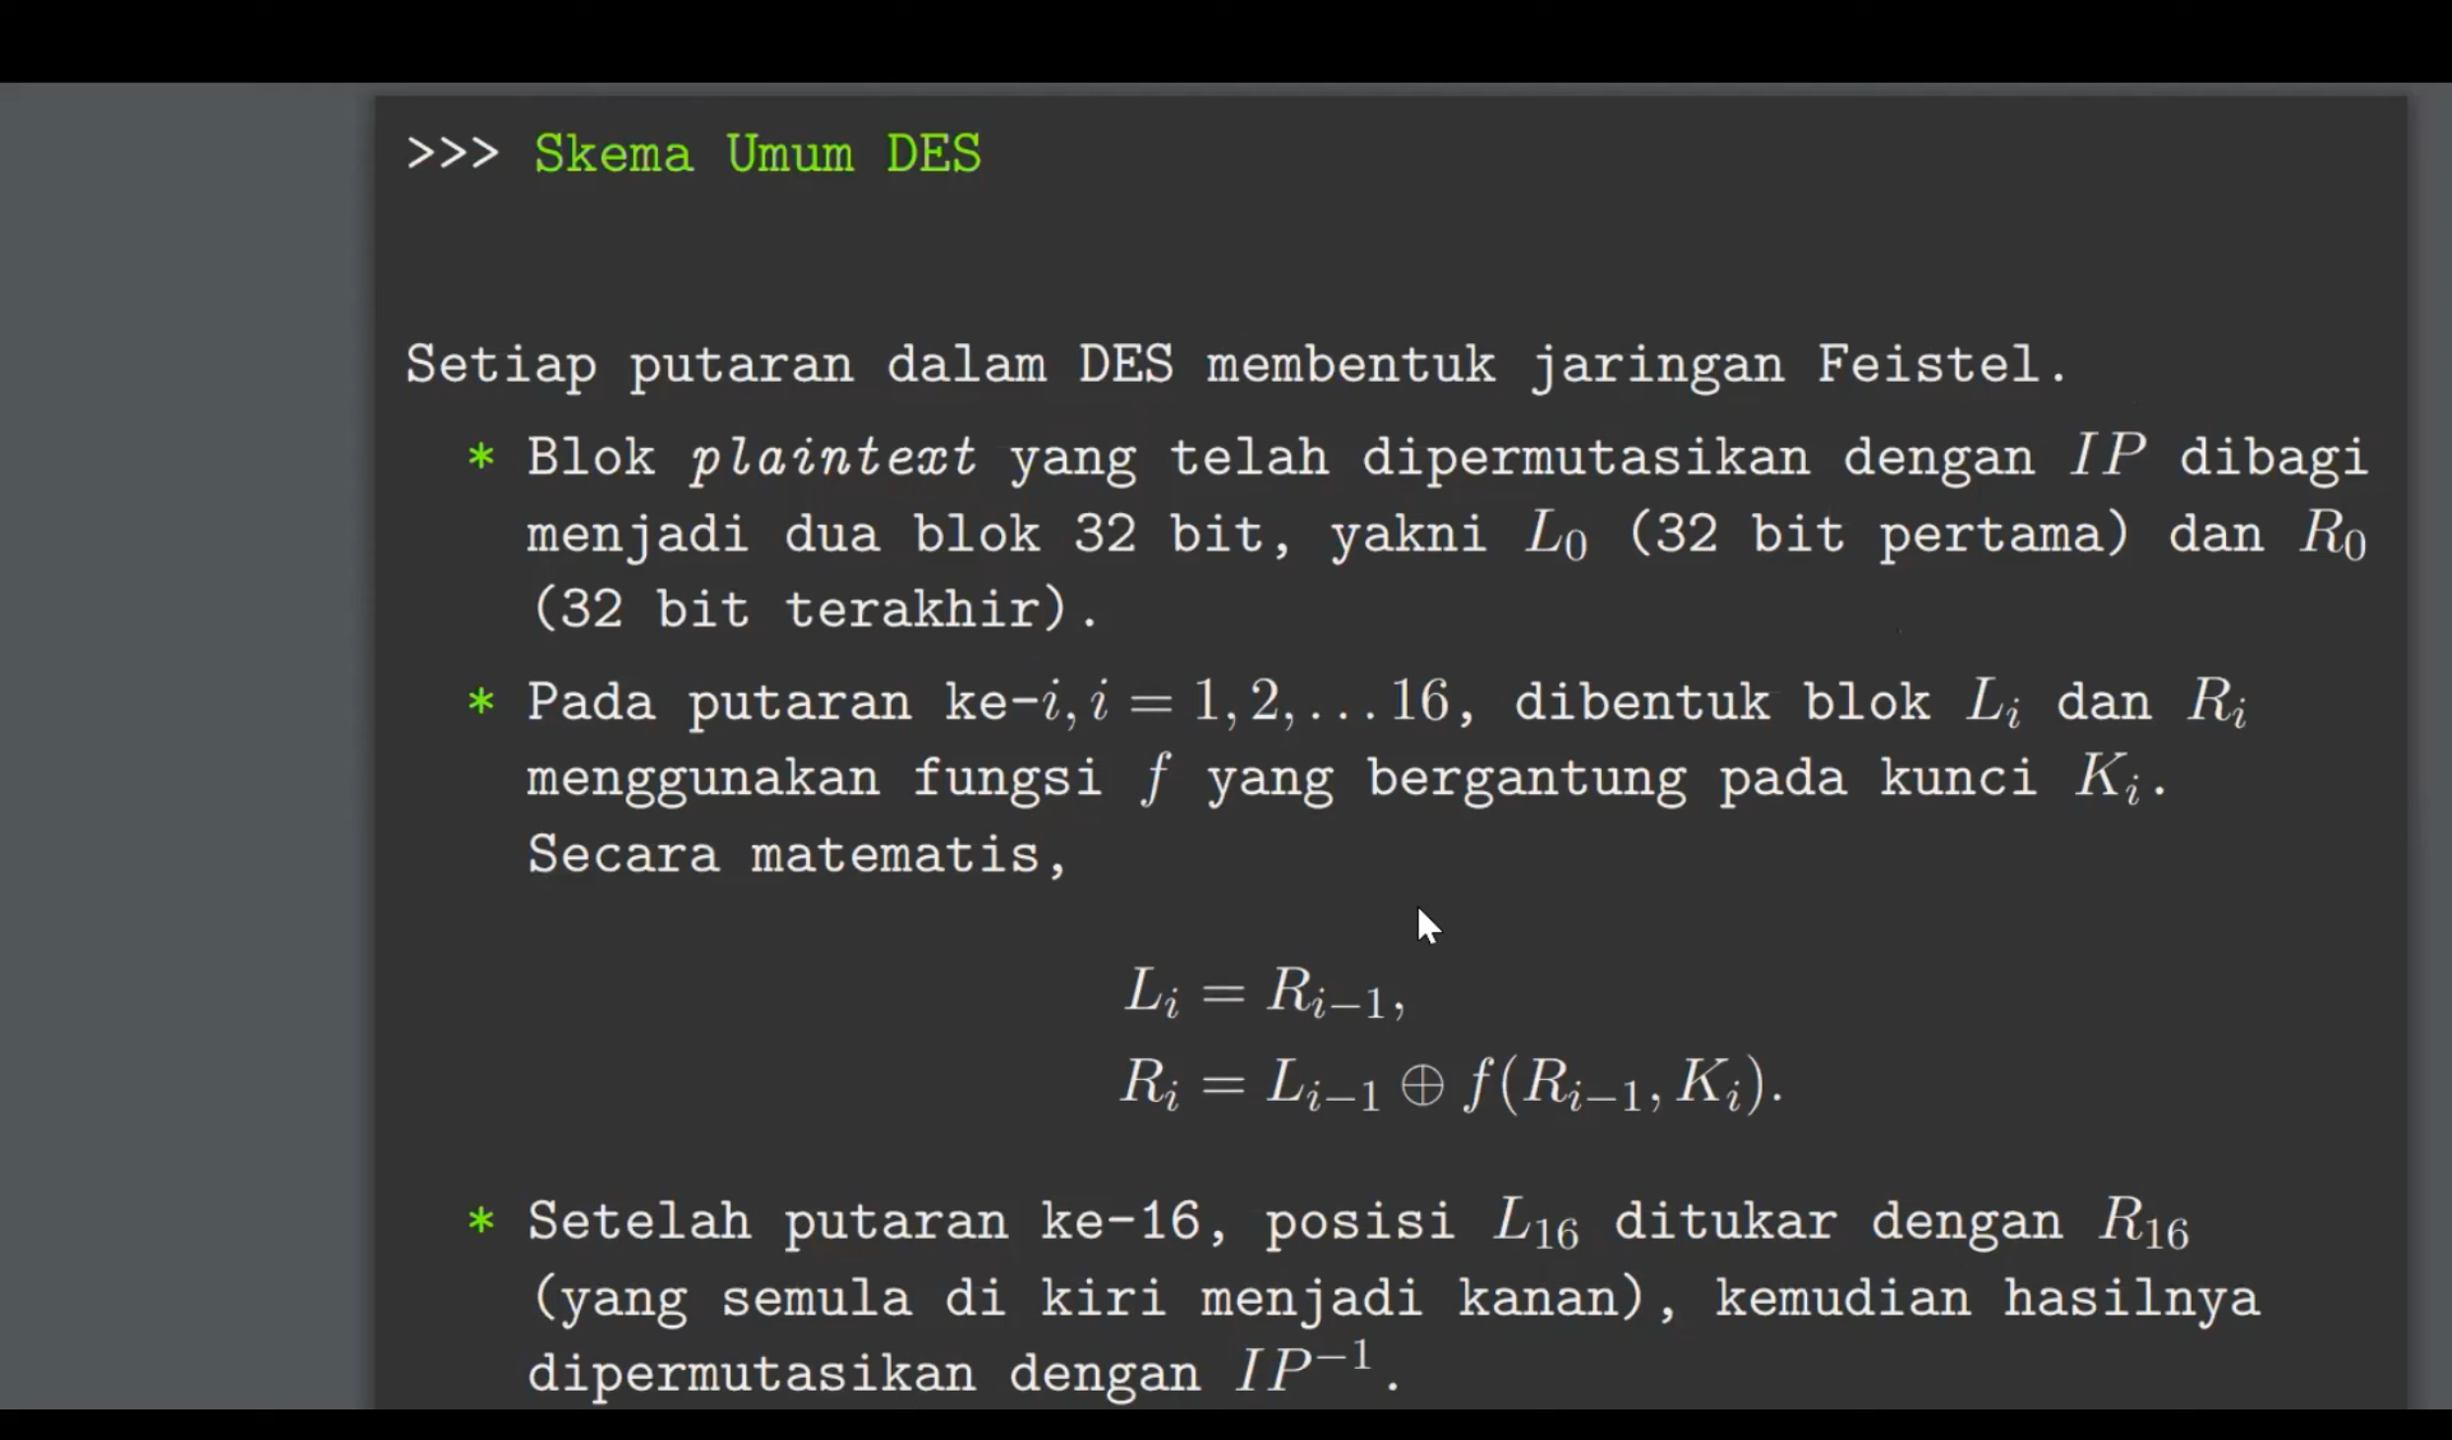 >>> Skema Umum DES
Setiap putaran dalam DES membentuk jaringan Feistel.
* Blok plaintext yang telah dipermutasikan dengan IP dibagi
menjadi dua blok 32 bit, yakni L₀ (32 bit pertama) dan R₀
(32 bit terakhir).
* Pada putaran ke-i, i = 1, 2, . . . 16, dibentuk blok Lᵢ dan Rᵢ
menggunakan fungsi f yang bergantung pada kunci Kᵢ.
Secara matematis,
Lᵢ = Rᵢ₋₁,
Rᵢ = Lᵢ₋₁ ⊕ f(Rᵢ₋₁, Kᵢ).
* Setelah putaran ke-16, posisi L₁₆ ditukar dengan R₁₆
(yang semula di kiri menjadi kanan), kemudian hasilnya
dipermutasikan dengan IP⁻¹.